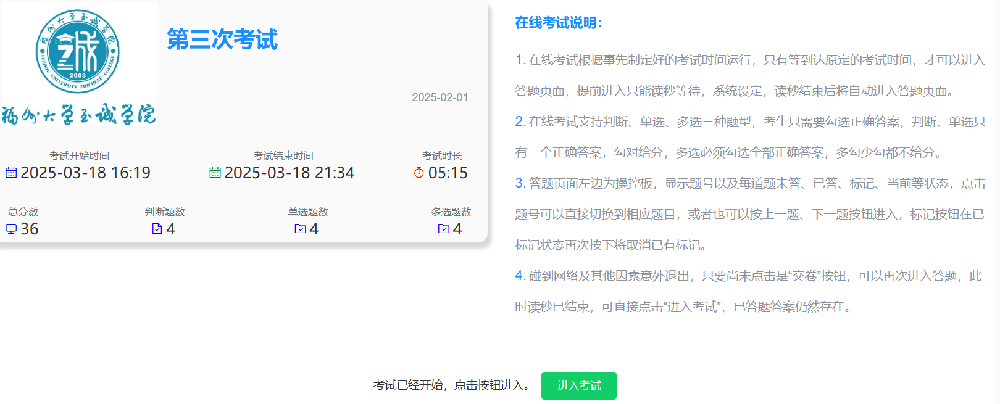 福州大学至诚学院
誠
2003
FUZHOU UNIVERSITY ZHICHENG COLLEGE
福州大学至诚学院
第三次考试
2025-02-01
考试开始时间 考试结束时间 考试时长
2025-03-18 16:19 2025-03-18 21:34 05:15
总分数 判断题数 单选题数 多选题数
36 4 4 4
在线考试说明：
1. 在线考试根据事先制定好的考试时间运行，只有等到达原定的考试时间，才可以进入
答题页面，提前进入只能读秒等待，系统设定，读秒结束后将自动进入答题页面。
2. 在线考试支持判断、单选、多选三种题型，考生只需要勾选正确答案，判断、单选只
有一个正确答案，勾对给分，多选必须勾选全部正确答案，多勾少勾都不给分。
3. 答题页面左边为操控板，显示题号以及每道题未答、已答、标记、当前等状态，点击
题号可以直接切换到相应题目，或者也可以按上一题、下一题按钮进入，标记按钮在已
标记状态再次按下将取消已有标记。
4. 碰到网络及其他因素意外退出，只要尚未点击是“交卷”按钮，可以再次进入答题，此
时读秒已结束，可直接点击“进入考试”，已答题答案仍然存在。
考试已经开始，点击按钮进入。 进入考试